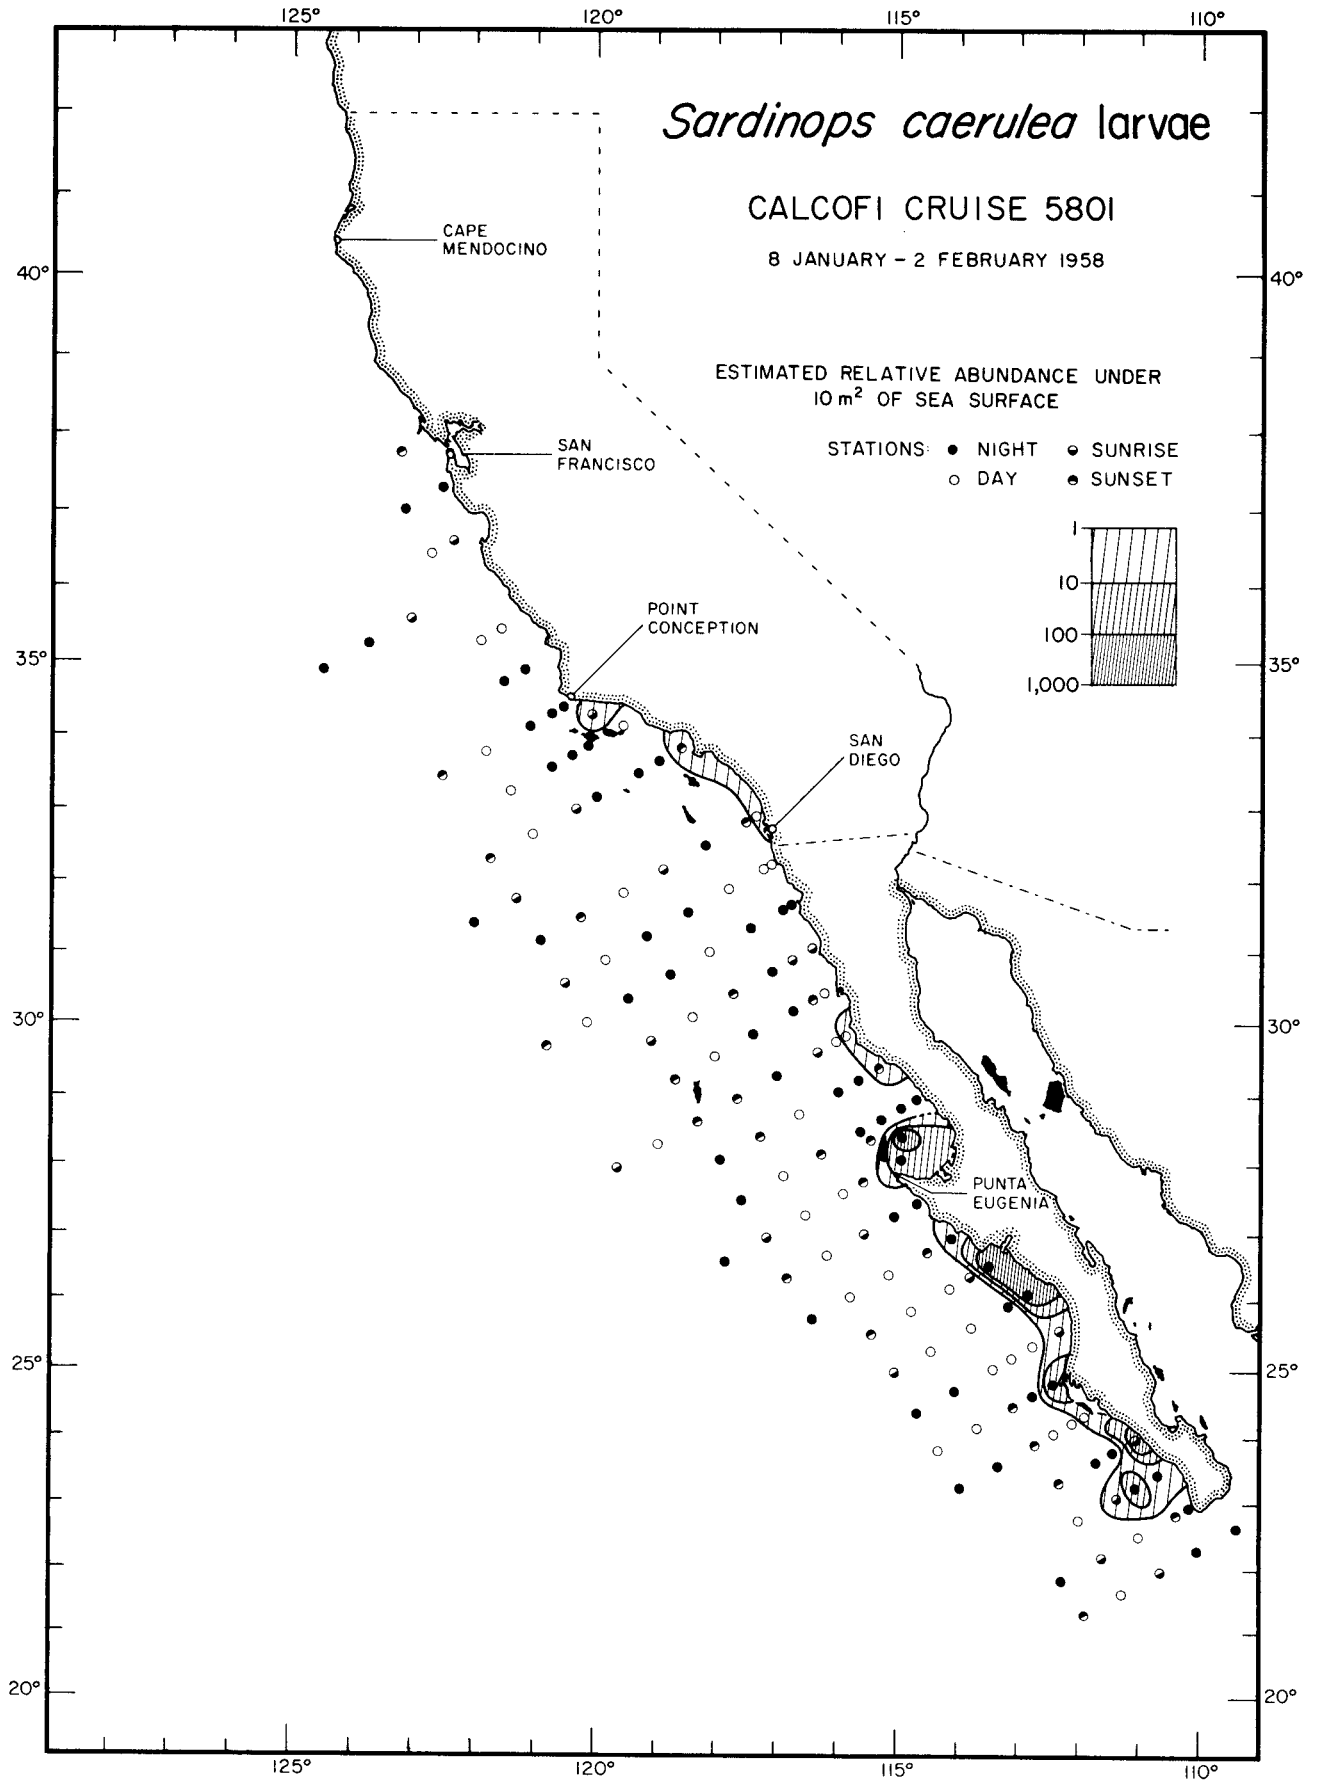 125° 120° 115° 110°
Sardinops caerulea larvae
CALCOFI CRUISE 5801
8 JANUARY – 2 FEBRUARY 1958
CAPE
MENDOCINO
40° 40°
ESTIMATED RELATIVE ABUNDANCE UNDER
10 m² OF SEA SURFACE
STATIONS: NIGHT SUNRISE
DAY SUNSET
SAN
FRANCISCO
1
10
100
1,000
POINT
CONCEPTION
35° 35°
SAN
DIEGO
30° 30°
PUNTA
EUGENIA
25° 25°
20° 20°
125° 120° 115° 110°